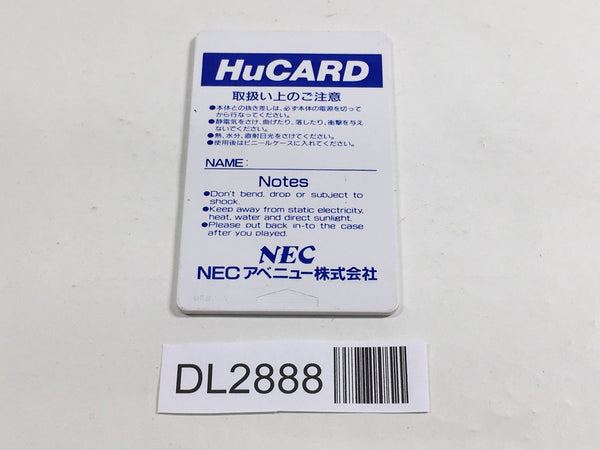 HuCARD
取扱い上のご注意
●本体との抜き差しは、必ず本体の電源を切って
から行なってください。
●静電気をさけ、曲げたり、落したり、衝撃を与え
ないでください。
●熱、水分、直射日光をさけてください。
●使用後はビニールケースに入れてください。
NAME:
Notes
●Don't bend, drop or subject to
shock.
●Keep away from static electricity,
heat, water and direct sunlight.
●Please put back in-to the case
after you played.
NEC
NECアベニュー株式会社
DL2888